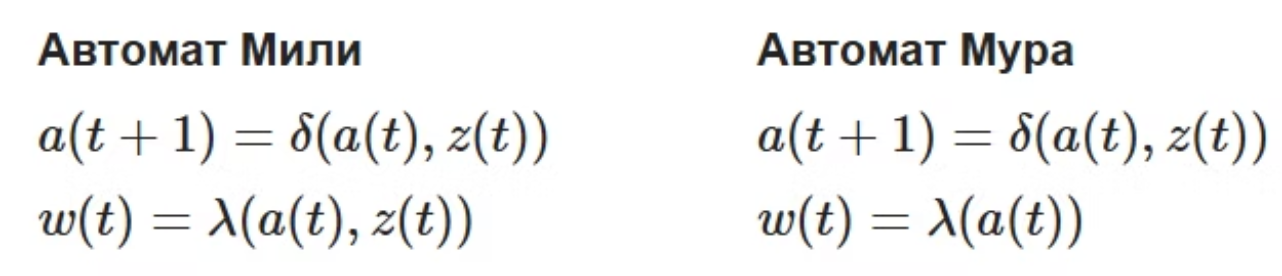 Автомат Мили
a(t + 1) = δ(a(t), z(t))
w(t) = λ(a(t), z(t))
Автомат Мура
a(t + 1) = δ(a(t), z(t))
w(t) = λ(a(t))